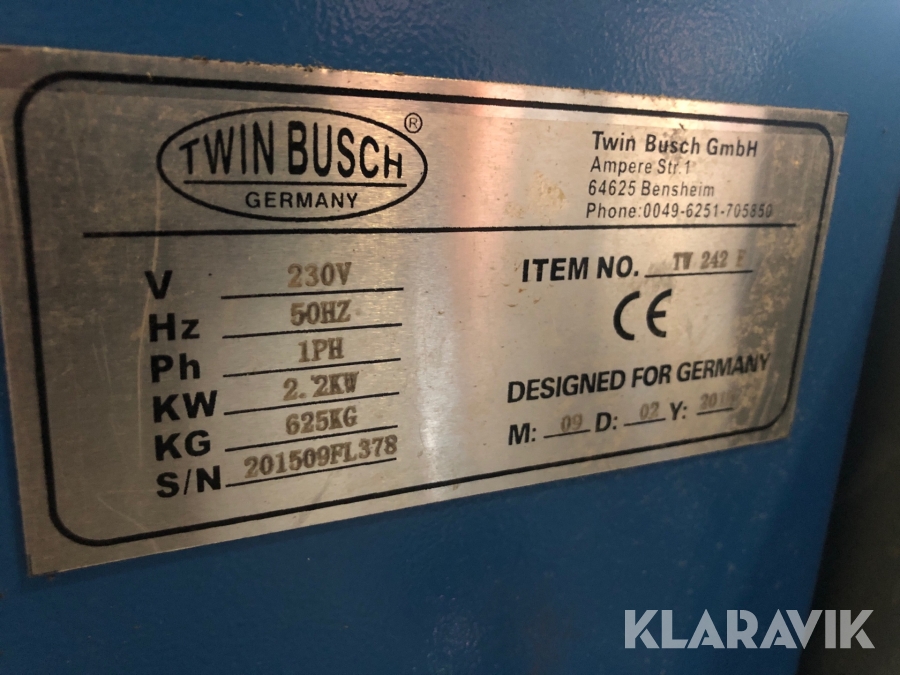 TWIN BUSCH ®
GERMANY
Twin Busch GmbH
Ampere Str.1
64625 Bensheim
Phone:0049-6251-705850
V 230V
Hz 50HZ
Ph 1PH
KW 2.2KW
KG 625KG
S/N 201509FL378
ITEM NO. TW 242 E
CE
DESIGNED FOR GERMANY
M: 09 D: 02 Y:
KLARAVIK